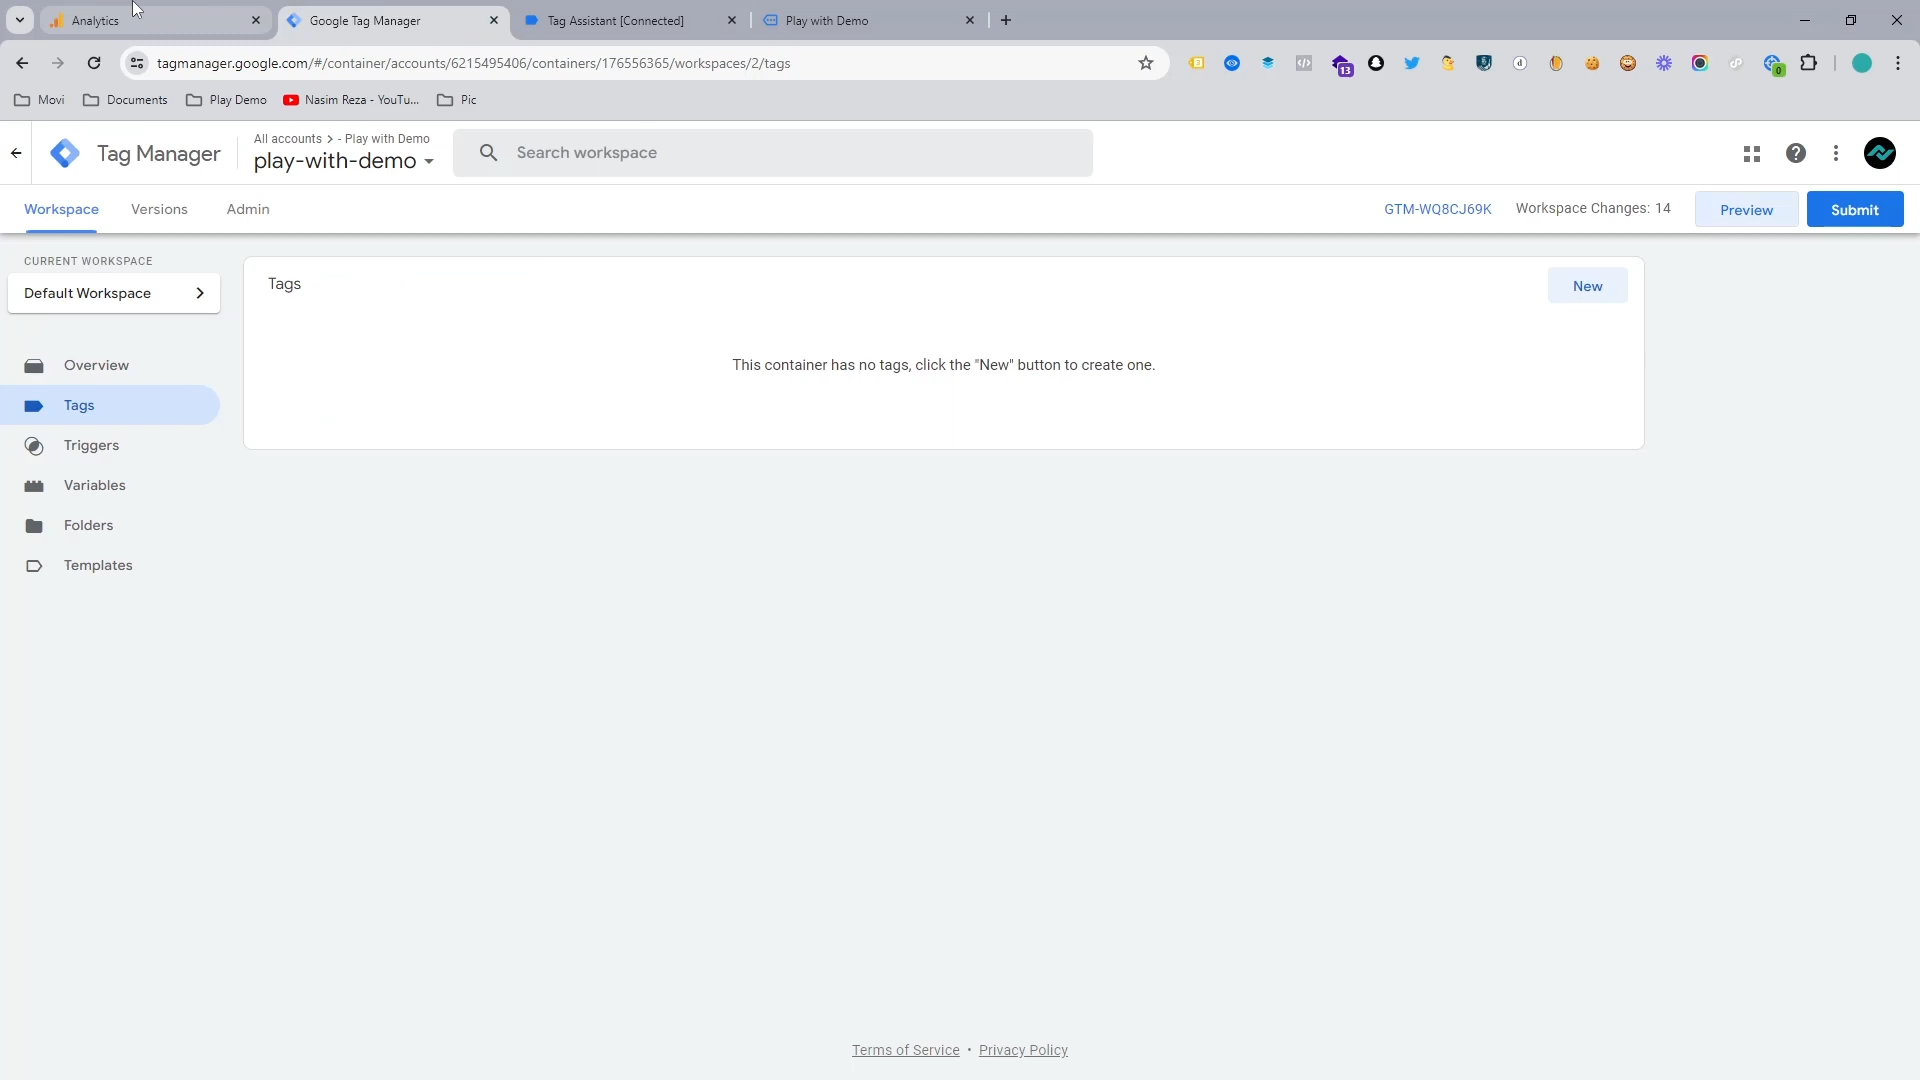 Analytics
Google Tag Manager
Tag Assistant [Connected]
Play with Demo
tagmanager.google.com/#/container/accounts/6215495406/containers/176556365/workspaces/2/tags
13
0
Movi
Documents
Play Demo
Nasim Reza - YouTu...
Pic
Tag Manager
All accounts > - Play with Demo
play-with-demo
Search workspace
Workspace
Versions
Admin
GTM-WQ8CJ69K
Workspace Changes: 14
Preview
Submit
CURRENT WORKSPACE
Default Workspace
Overview
Tags
Triggers
Variables
Folders
Templates
Tags
New
This container has no tags, click the "New" button to create one.
Terms of Service • Privacy Policy